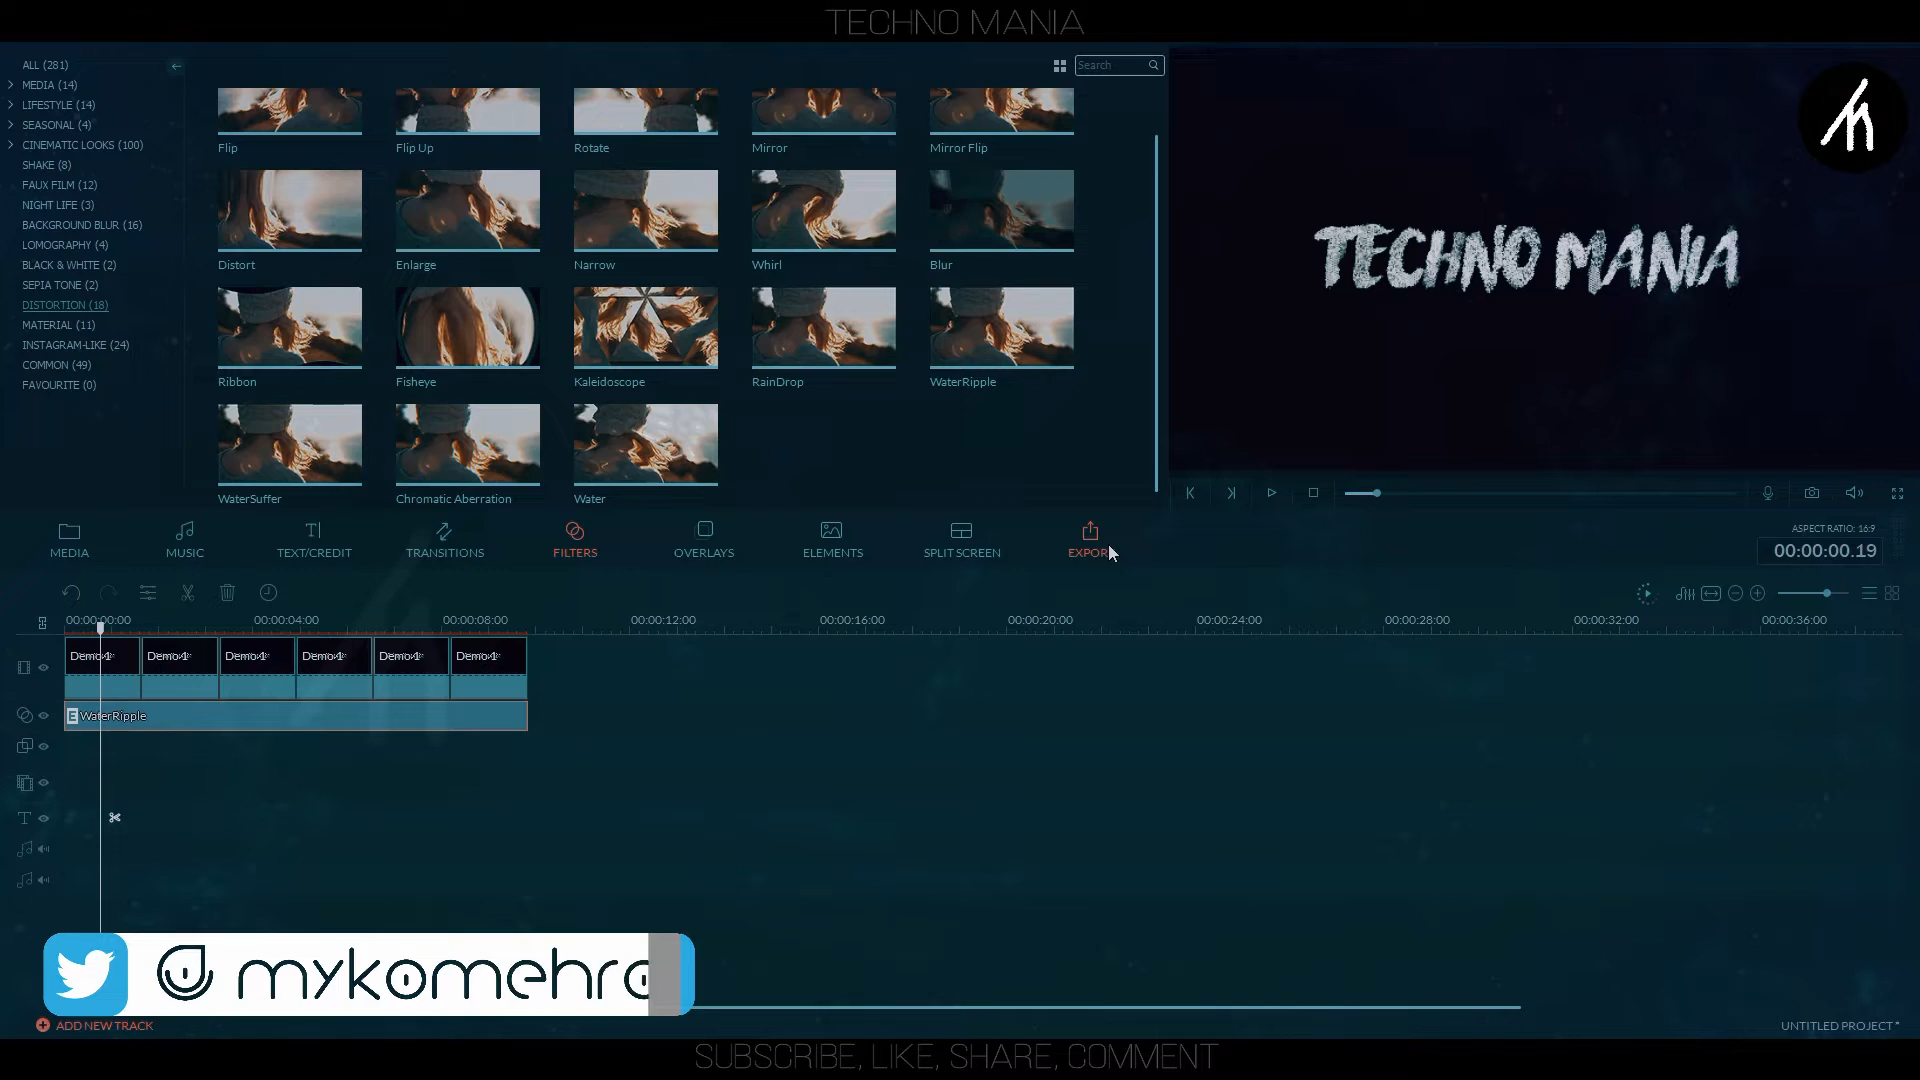 TECHNO MANIA
ALL (281)
MEDIA (14)
LIFESTYLE (14)
SEASONAL (4)
CINEMATIC LOOKS (100)
SHAKE (8)
FAUX FILM (12)
NIGHT LIFE (3)
BACKGROUND BLUR (16)
LOMOGRAPHY (4)
BLACK & WHITE (2)
SEPIA TONE (2)
DISTORTION (18)
MATERIAL (11)
INSTAGRAM-LIKE (24)
COMMON (49)
FAVOURITE (0)
Search
Flip
Flip Up
Rotate
Mirror
Mirror Flip
Distort
Enlarge
Narrow
Whirl
Blur
Ribbon
Fisheye
Kaleidoscope
RainDrop
WaterRipple
WaterSuffer
Chromatic Aberration
Water
TECHNO MANIA
MEDIA
MUSIC
TEXT/CREDIT
TRANSITIONS
FILTERS
OVERLAYS
ELEMENTS
SPLIT SCREEN
EXPORT
ASPECT RATIO: 16:9
00:00:00.19
00:00:00:00
00:00:04:00
00:00:08:00
00:00:12:00
00:00:16:00
00:00:20:00
00:00:24:00
00:00:28:00
00:00:32:00
00:00:36:00
E WaterRipple
@mykomehra
ADD NEW TRACK
UNTITLED PROJECT *
SUBSCRIBE, LIKE, SHARE, COMMENT